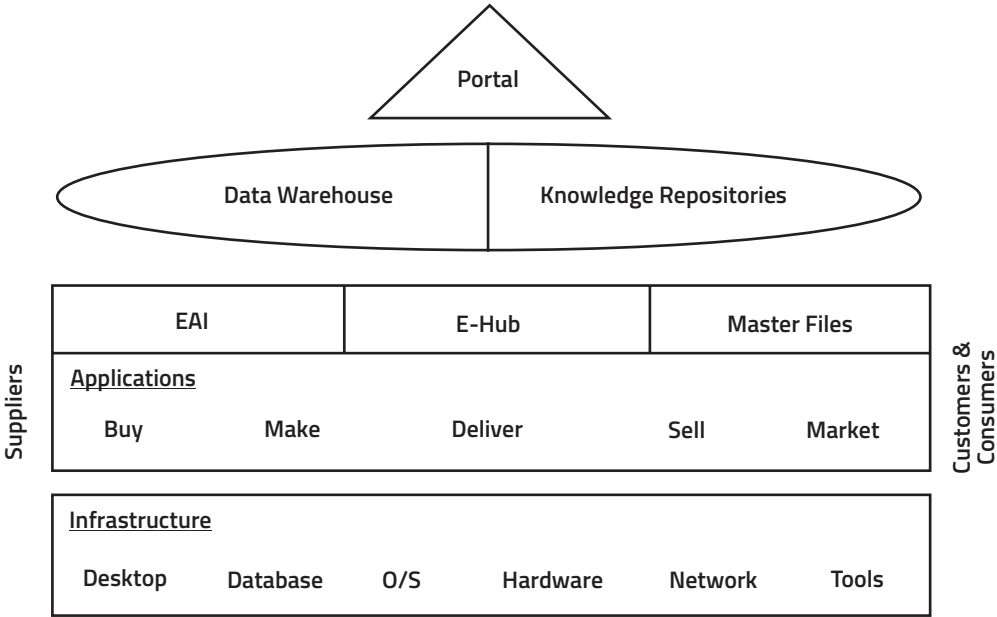 Portal
Data Warehouse
Knowledge Repositories
EAI
E-Hub
Master Files
Suppliers
Applications
Buy
Make
Deliver
Sell
Market
Customers &
Consumers
Infrastructure
Desktop
Database
O/S
Hardware
Network
Tools